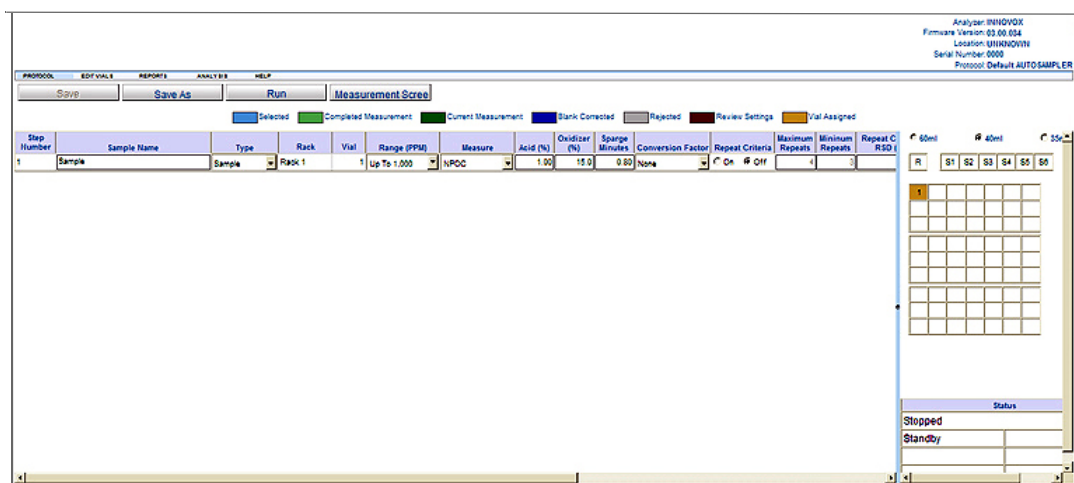 Analyzer: INNOVOX
Firmware Version: 03.00.034
Location: UNKNOWN
Serial Number: 0000
Protocol: Default AUTOSAMPLER
PROTOCOL EDIT VIALS REPORTS ANALYSIS HELP
Save Save As Run Measurement Scree
Selected Completed Measurement Current Measurement Blank Corrected Rejected Review Settings Vial Assigned
Step Number Sample Name Type Rack Vial Range (PPM) Measure Acid (%) Oxidizer (%) Sparge Minutes Conversion Factor Repeat Criteria Maximum Repeats Mininum Repeats Repeat C RSD (
1 Sample Sample Rack 1 1 Up To 1,000 NPOC 1.00 15.0 0.80 None On Off 4 3
60ml 40ml 35m
R S1 S2 S3 S4 S5 S6
1
Status
Stopped
Standby